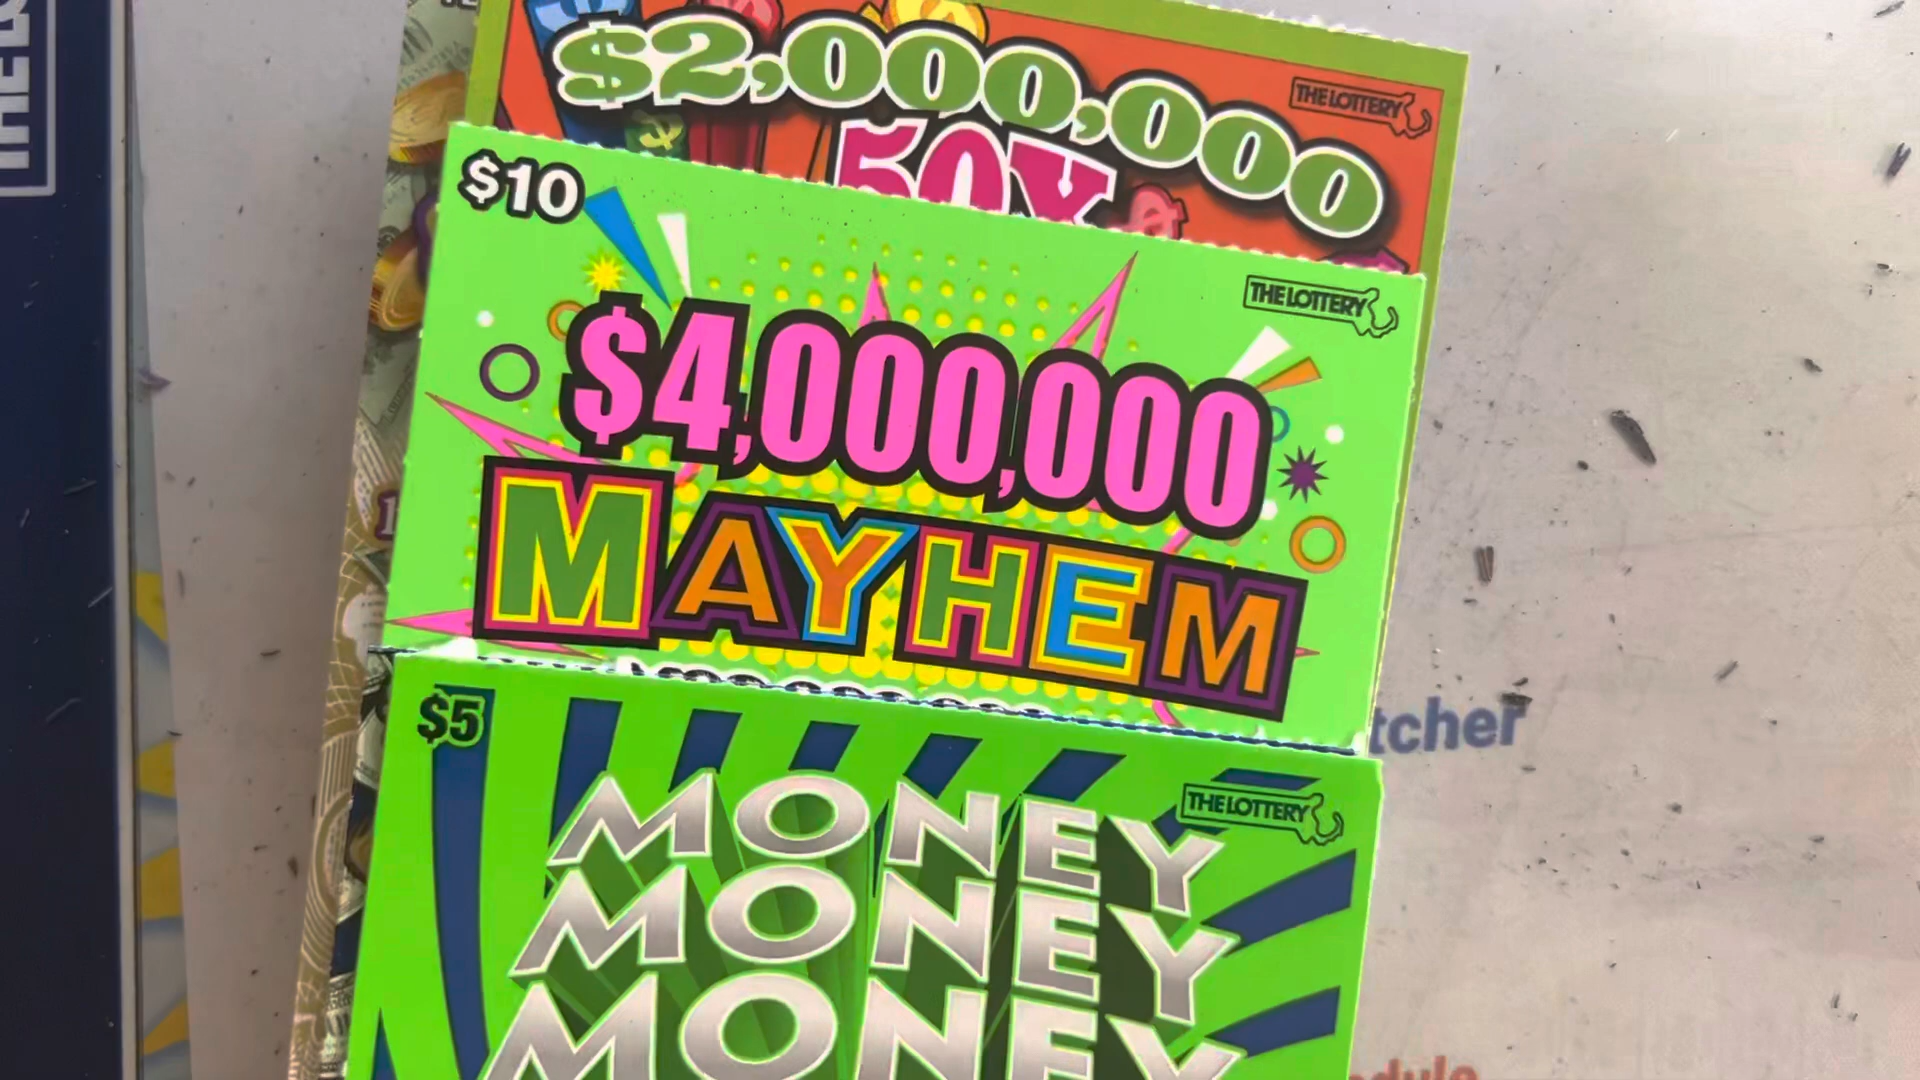 $2,000,000
THE LOTTERY
50X
$10
THE LOTTERY
$4,000,000
MAYHEM
tcher
$5
THE LOTTERY
MONEY
MONEY
MONEY